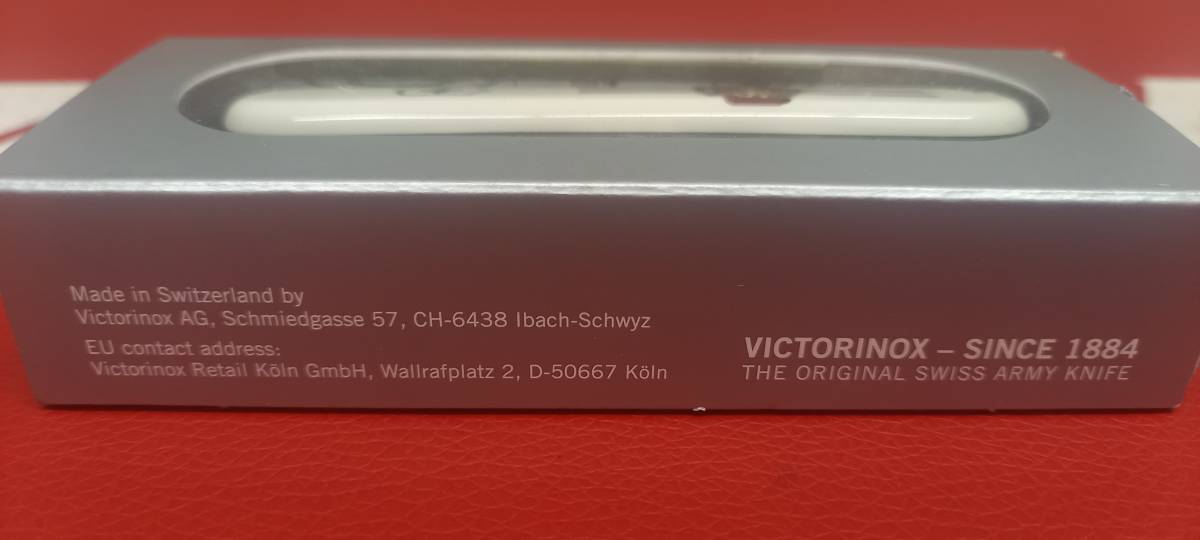 Made in Switzerland by
Victorinox AG, Schmiedgasse 57, CH-6438 Ibach-Schwyz
EU contact address:
Victorinox Retail Köln GmbH, Wallrafplatz 2, D-50667 Köln
VICTORINOX – SINCE 1884
THE ORIGINAL SWISS ARMY KNIFE